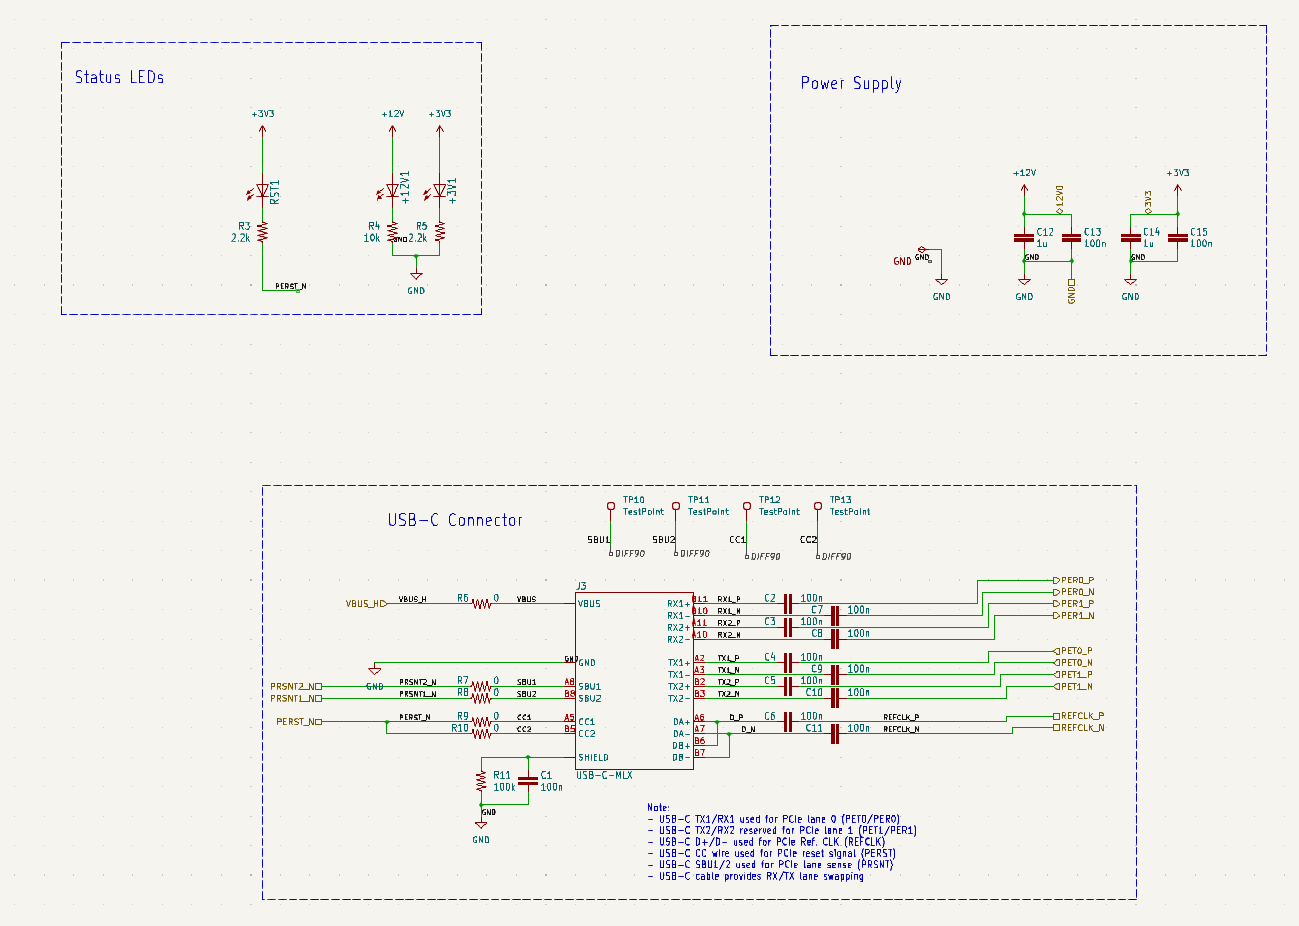 Status LEDs
+3V3
+12V
+3V3
RST1
+12V1
+3V1
R3
2.2k
R4
10k
GND
R5
2.2k
PERST_N
GND
Power Supply
+12V
+3V3
12V0
3V3
C12
1u
C13
100n
C14
1u
C15
100n
GND
GND
GND
GND
GND
GND
GND
GND
USB-C Connector
TP10
TestPoint
TP11
TestPoint
TP12
TestPoint
TP13
TestPoint
SBU1
SBU2
CC1
CC2
DIFF90
DIFF90
DIFF90
DIFF90
J3
VBUS_H
VBUS_H
R6
0
VBUS
VBUS
GND
GND
GND
PRSNT2_N
PRSNT2_N
R7
0
SBU1
A8
SBU1
PRSNT1_N
PRSNT1_N
R8
0
SBU2
B8
SBU2
PERST_N
PERST_N
R9
0
CC1
A5
CC1
R10
0
CC2
B5
CC2
SHIELD
USB-C-MLX
R11
100k
C1
100n
GND
GND
RX1+
B11
RX1_P
C2
100n
PER0_P
RX1-
B10
RX1_N
C7
100n
PER0_N
RX2+
A11
RX2_P
C3
100n
PER1_P
RX2-
A10
RX2_N
C8
100n
PER1_N
TX1+
A2
TX1_P
C4
100n
PET0_P
TX1-
A3
TX1_N
C9
100n
PET0_N
TX2+
B2
TX2_P
C5
100n
PET1_P
TX2-
B3
TX2_N
C10
100n
PET1_N
DA+
A6
D_P
C6
100n
REFCLK_P
REFCLK_P
DA-
A7
D_N
C11
100n
REFCLK_N
REFCLK_N
DB+
B6
DB-
B7
Note:
- USB-C TX1/RX1 used for PCIe lane 0 (PET0/PER0)
- USB-C TX2/RX2 reserved for PCIe lane 1 (PET1/PER1)
- USB-C D+/D- used for PCIe Ref. CLK (REFCLK)
- USB-C CC wire used for PCIe reset signal (PERST)
- USB-C SBU1/2 used for PCIe lane sense (PRSNT)
- USB-C cable provides RX/TX lane swapping